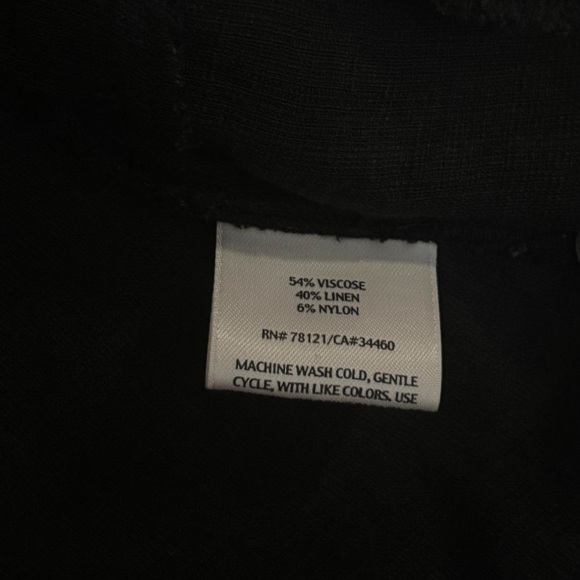 54% VISCOSE
40% LINEN
6% NYLON
RN# 78121/CA#34460
MACHINE WASH COLD, GENTLE
CYCLE, WITH LIKE COLORS. USE